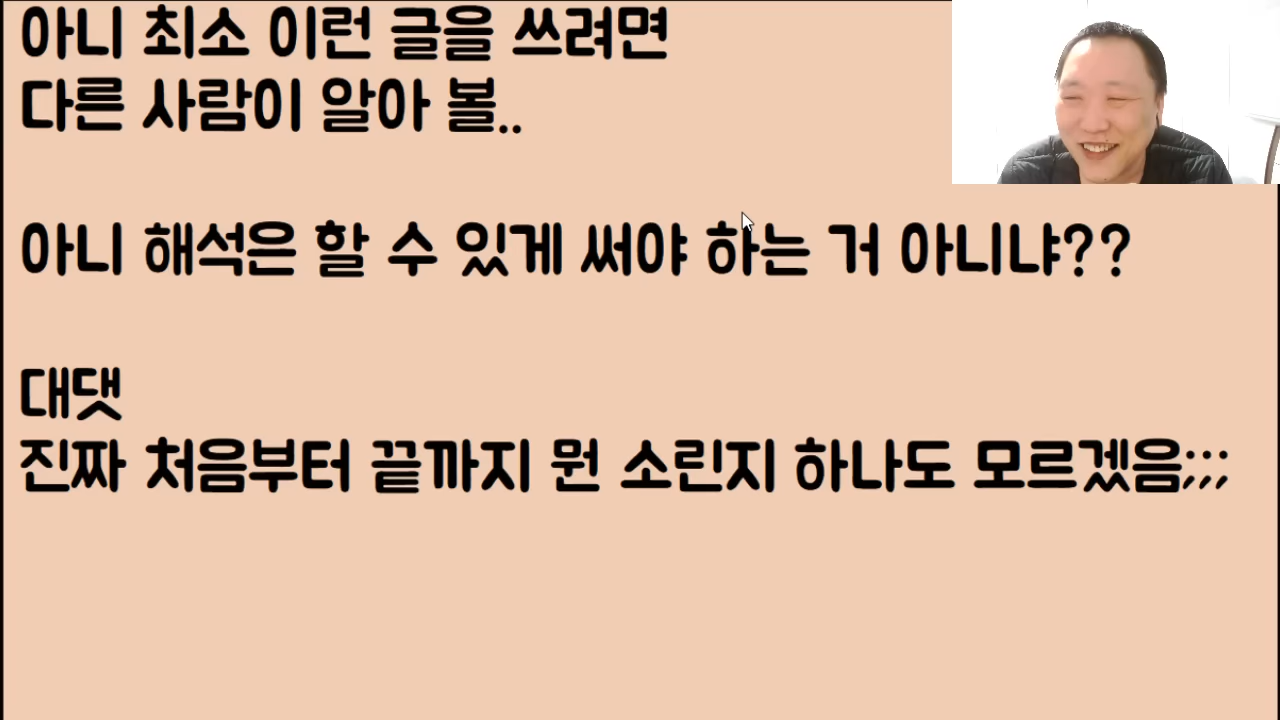 아니 최소 이런 글을 쓰려면
다른 사람이 알아 볼..
아니 해석은 할 수 있게 써야 하는 거 아니냐??
대댓
진짜 처음부터 끝까지 뭔 소린지 하나도 모르겠음;;;